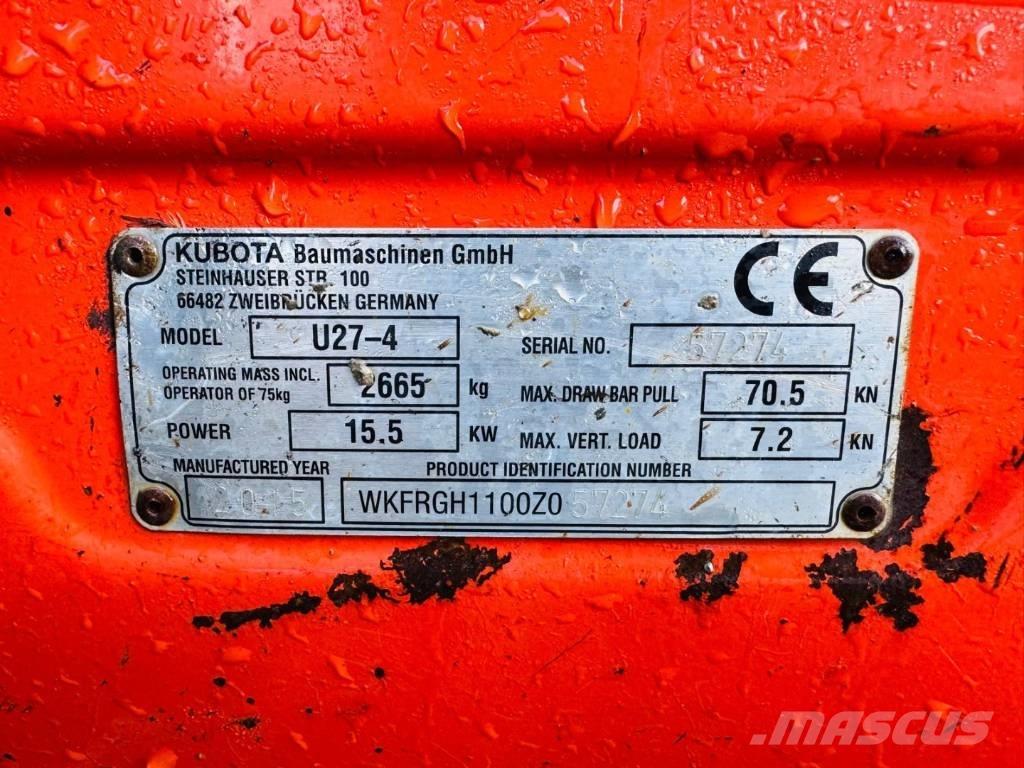 KUBOTA Baumaschinen GmbH
STEINHAUSER STR. 100
66482 ZWEIBRÜCKEN GERMANY
CE
MODEL U27-4
SERIAL NO. 57274
OPERATING MASS INCL.
OPERATOR OF 75kg 2665 kg
MAX. DRAW BAR PULL 70.5 KN
POWER 15.5 KW
MAX. VERT. LOAD 7.2 KN
MANUFACTURED YEAR
2015
PRODUCT IDENTIFICATION NUMBER
WKFRGH1100Z057274
MASCUS